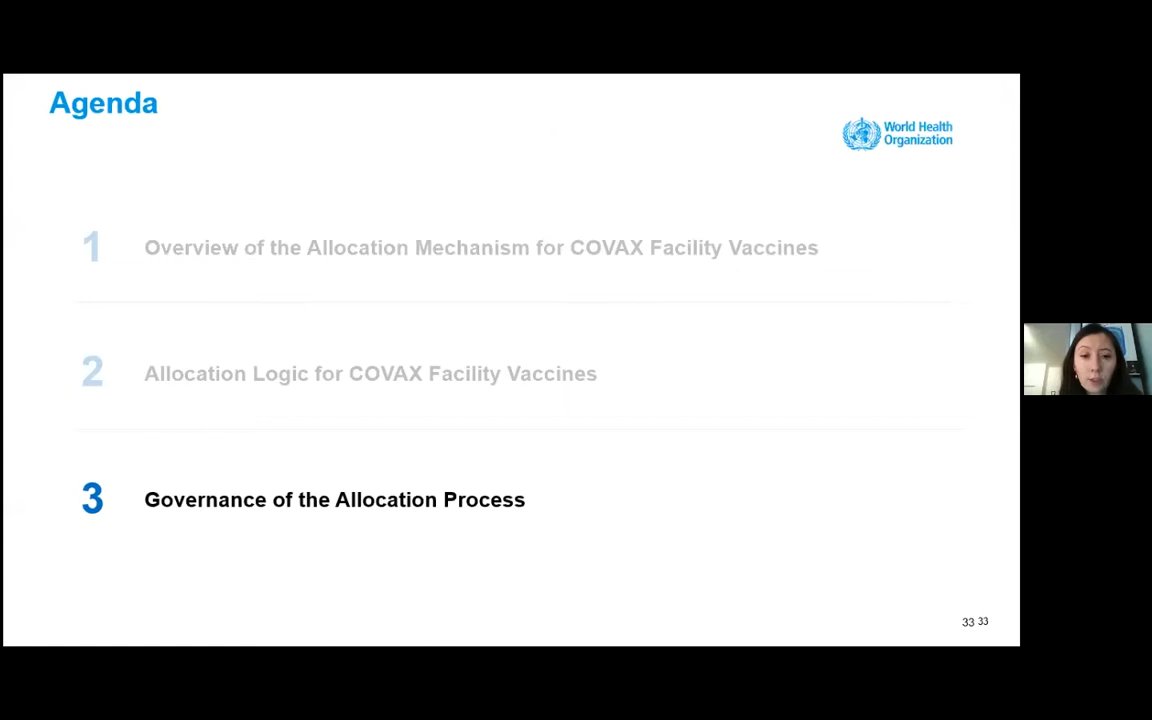 Agenda
World Health
Organization
1 Overview of the Allocation Mechanism for COVAX Facility Vaccines
2 Allocation Logic for COVAX Facility Vaccines
3 Governance of the Allocation Process
33 33